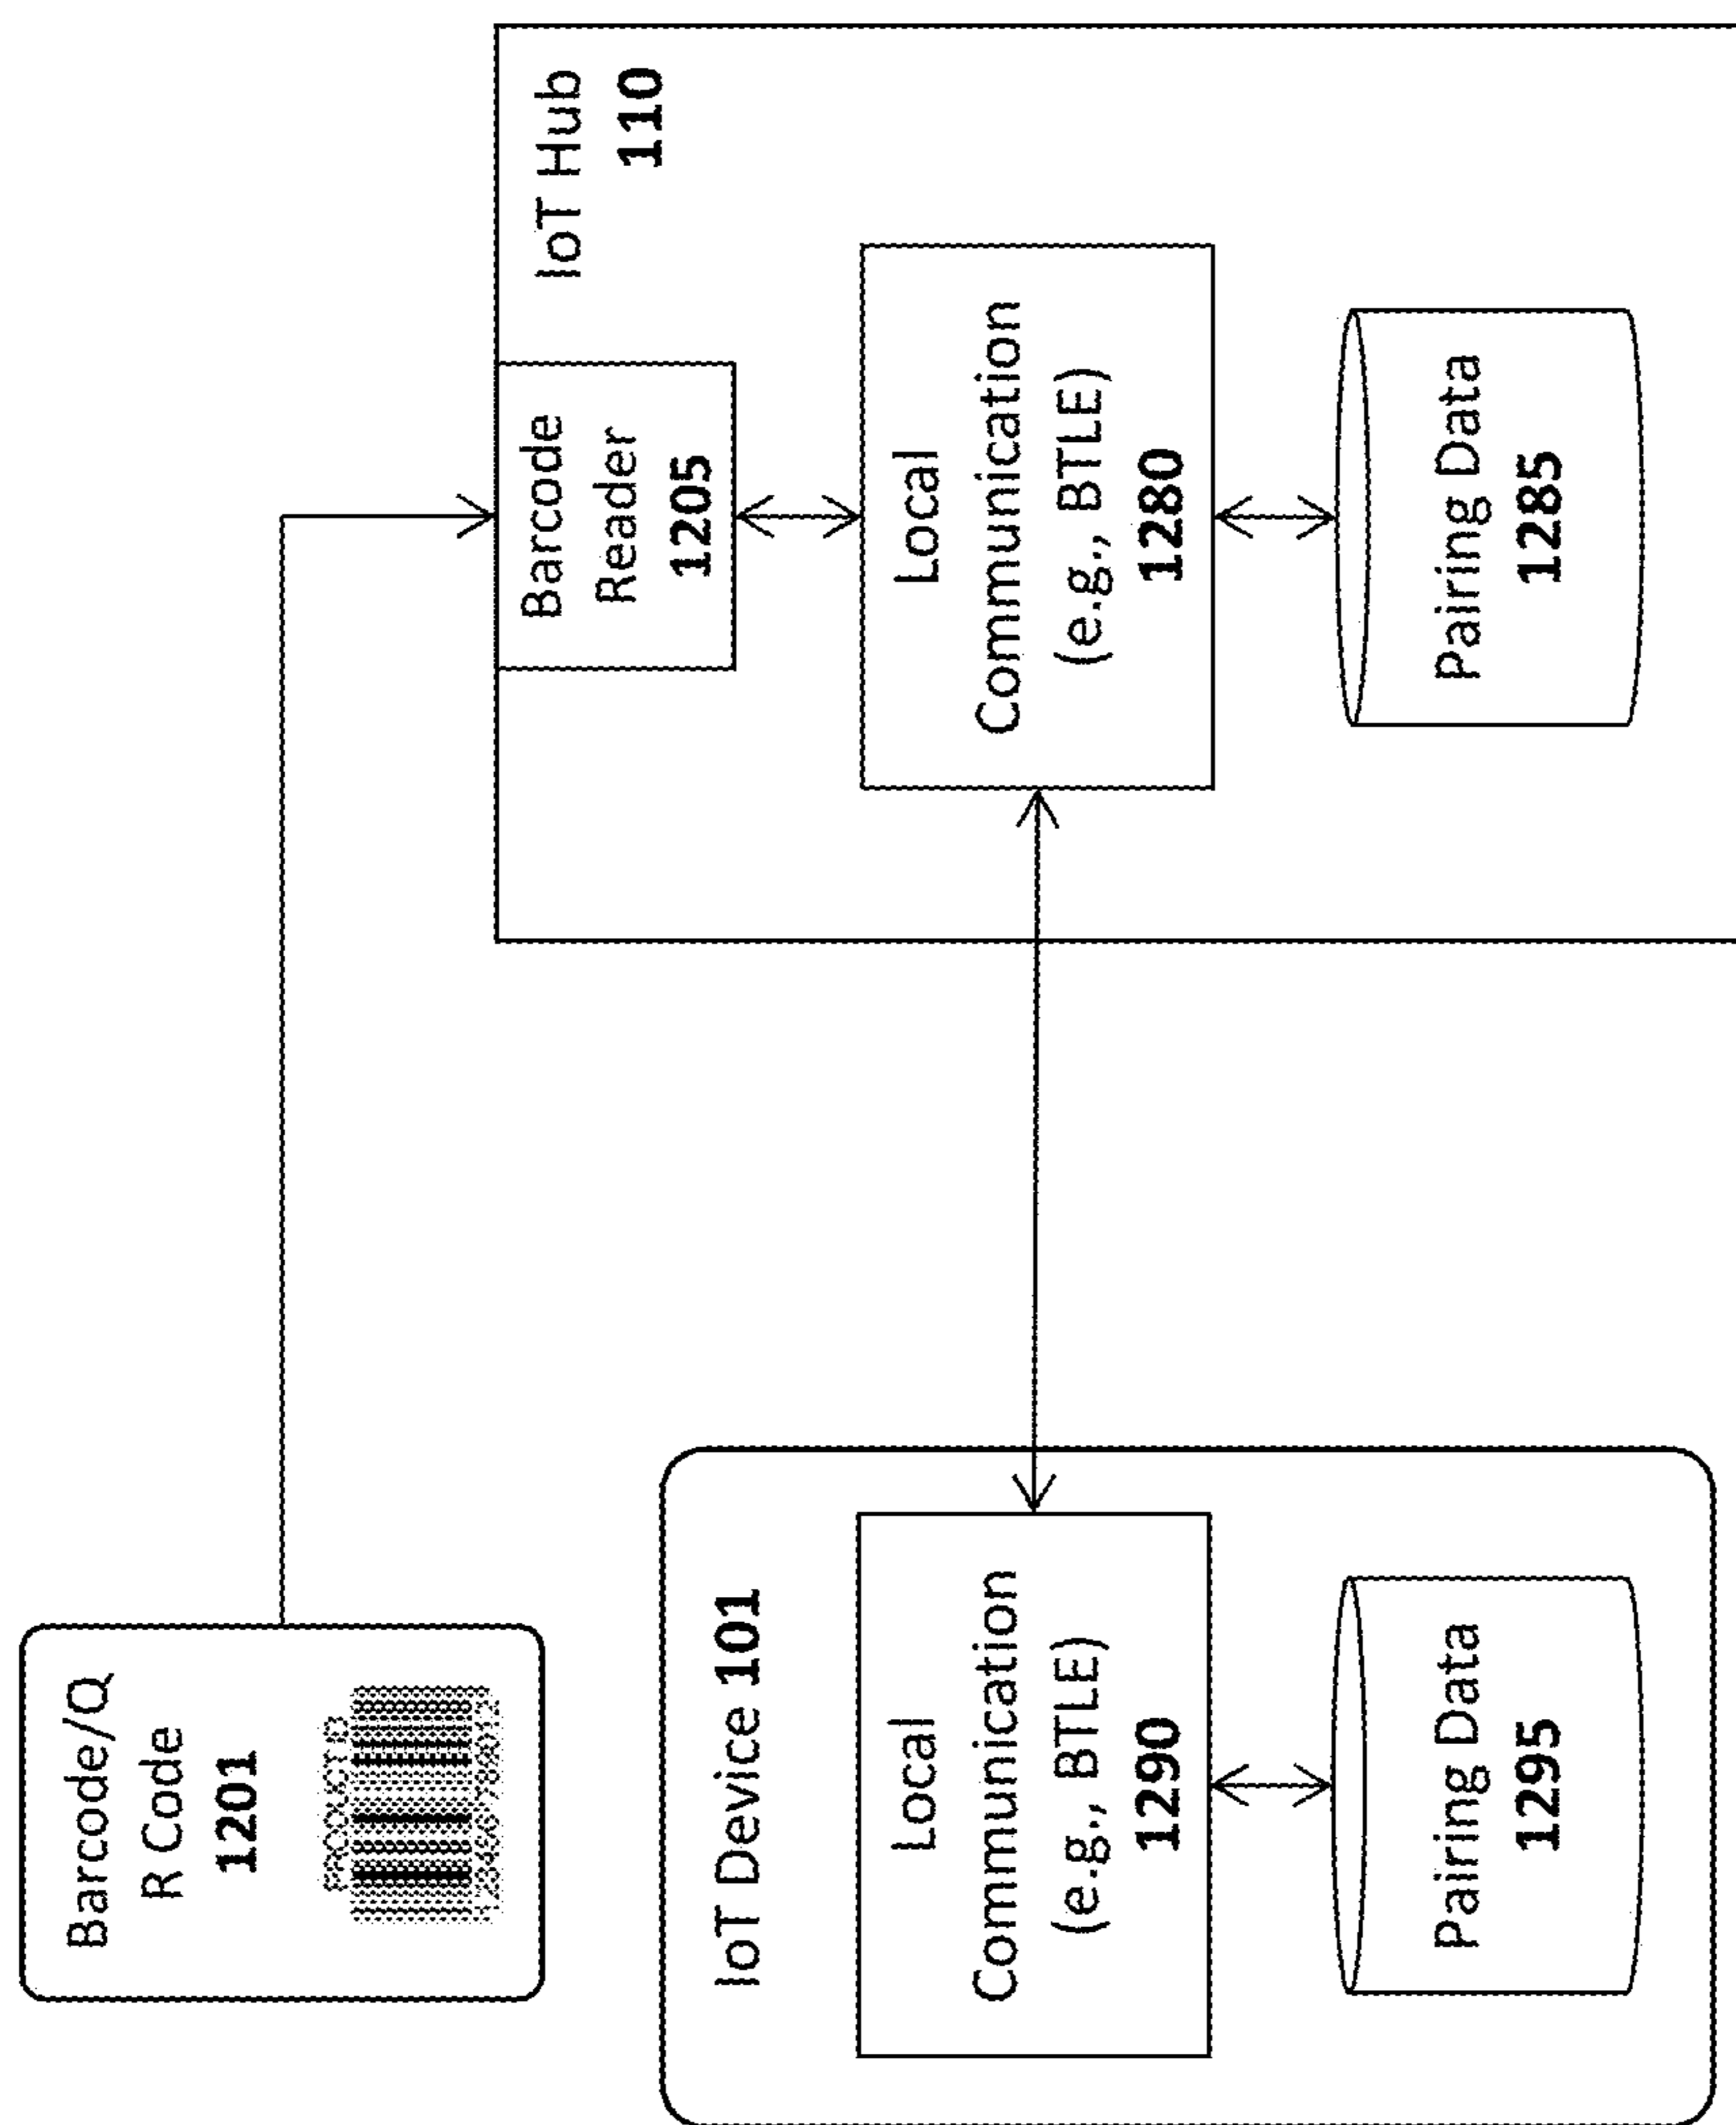 Barcode/Q
R Code
1201
IoT Device 101
Local
Communication
(e.g., BTLE)
1290
Pairing Data
1295
IoT Hub
110
Barcode
Reader
1205
Local
Communication
(e.g., BTLE)
1280
Pairing Data
1285